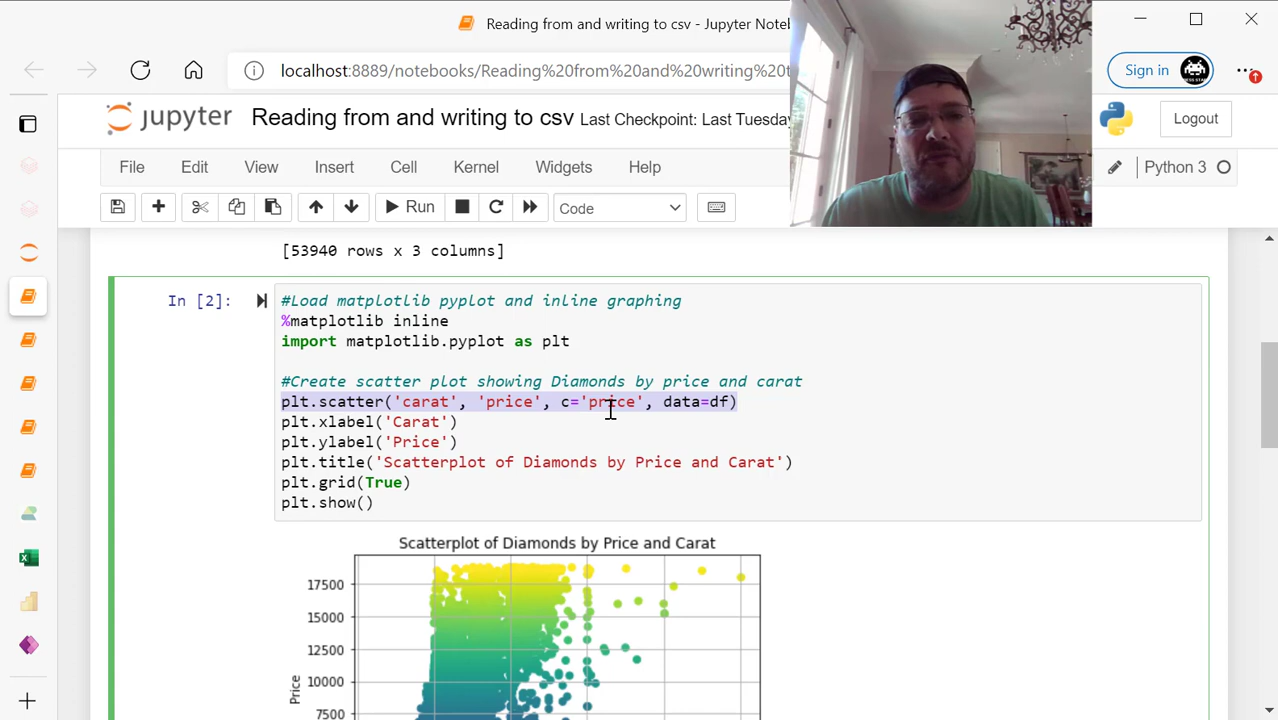 Reading from and writing to csv - Jupyter Noteb
localhost:8889/notebooks/Reading%20from%20and%20writing%20t
Sign in
jupyter Reading from and writing to csv Last Checkpoint: Last Tuesday
Logout
File Edit View Insert Cell Kernel Widgets Help
Python 3
Run
Code
[53940 rows x 3 columns]
In [2]:
#Load matplotlib pyplot and inline graphing
%matplotlib inline
import matplotlib.pyplot as plt
#Create scatter plot showing Diamonds by price and carat
plt.scatter('carat', 'price', c='price', data=df)
plt.xlabel('Carat')
plt.ylabel('Price')
plt.title('Scatterplot of Diamonds by Price and Carat')
plt.grid(True)
plt.show()
Scatterplot of Diamonds by Price and Carat
17500
15000
12500
10000
7500
Price